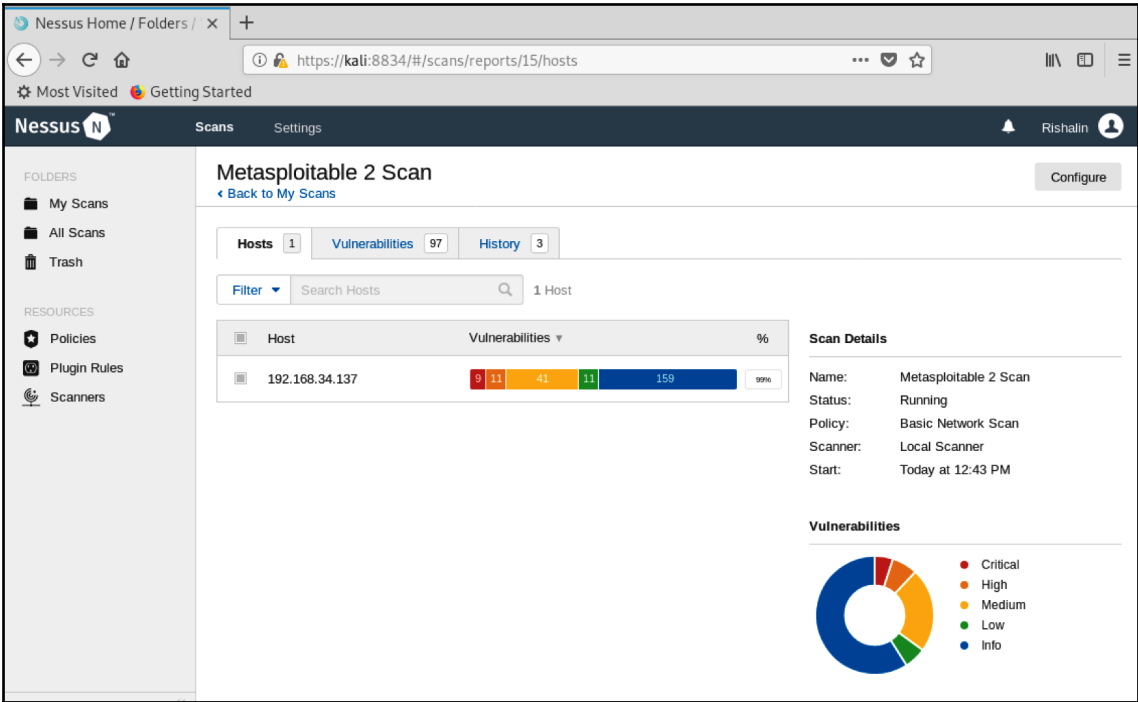 Nessus Home / Folders /
https://kali:8834/#/scans/reports/15/hosts
Most Visited Getting Started
Nessus N ™ Scans Settings Rishalin
FOLDERS
My Scans
All Scans
Trash
RESOURCES
Policies
Plugin Rules
Scanners
Metasploitable 2 Scan
Back to My Scans
Configure
Hosts 1 Vulnerabilities 97 History 3
Filter Search Hosts 1 Host
Host Vulnerabilities %
192.168.34.137 9 11 41 11 159 99%
Scan Details
Name: Metasploitable 2 Scan
Status: Running
Policy: Basic Network Scan
Scanner: Local Scanner
Start: Today at 12:43 PM
Vulnerabilities
Critical
High
Medium
Low
Info